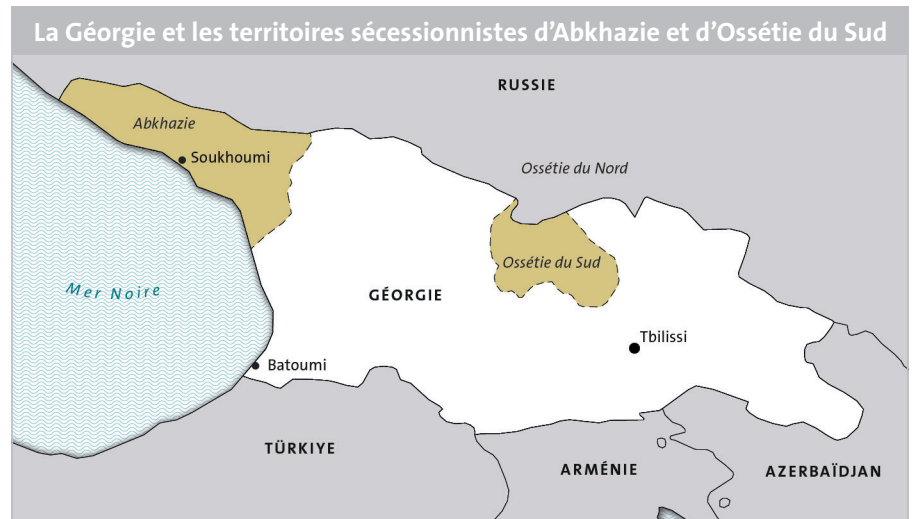 La Géorgie et les territoires sécessionnistes d’Abkhazie et d’Ossétie du Sud
RUSSIE
Abkhazie
Soukhoumi
Ossétie du Nord
Ossétie du Sud
Mer Noire
GÉORGIE
Tbilissi
Batoumi
TÜRKIYE
ARMÉNIE
AZERBAÏDJAN